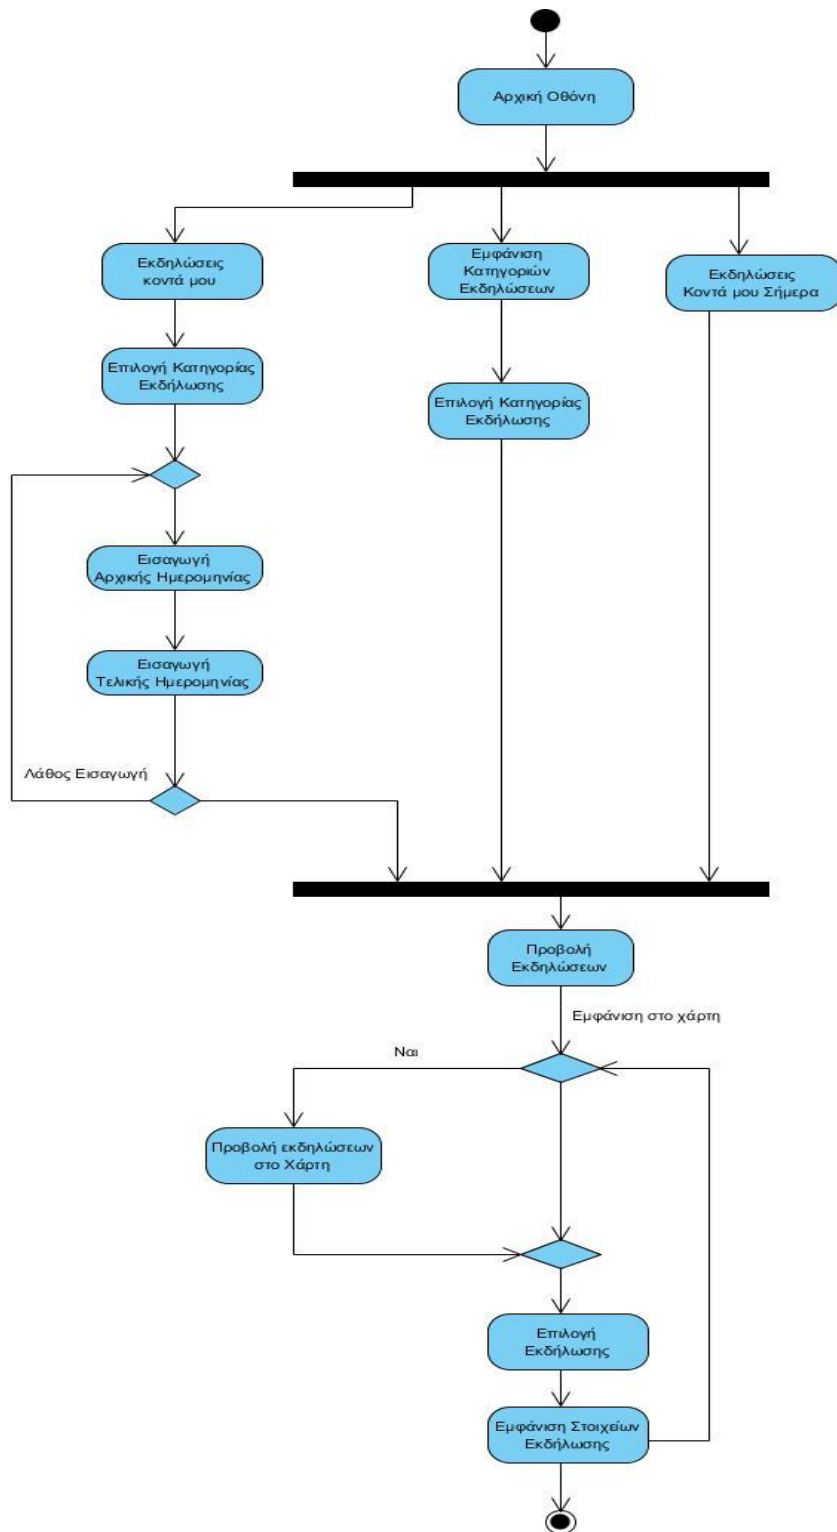 Αρχική Οθόνη
Εκδηλώσεις
κοντά μου
Εμφάνιση
Κατηγοριών
Εκδηλώσεων
Εκδηλώσεις
Κοντά μου Σήμερα
Επιλογή Κατηγορίας
Εκδήλωσης
Επιλογή Κατηγορίας
Εκδήλωσης
Εισαγωγή
Αρχικής Ημερομηνίας
Εισαγωγή
Τελικής Ημερομηνίας
Λάθος Εισαγωγή
Προβολή
Εκδηλώσεων
Εμφάνιση στο χάρτη
Ναι
Προβολή εκδηλώσεων
στο Χάρτη
Επιλογή
Εκδήλωσης
Εμφάνιση Στοιχείων
Εκδήλωσης